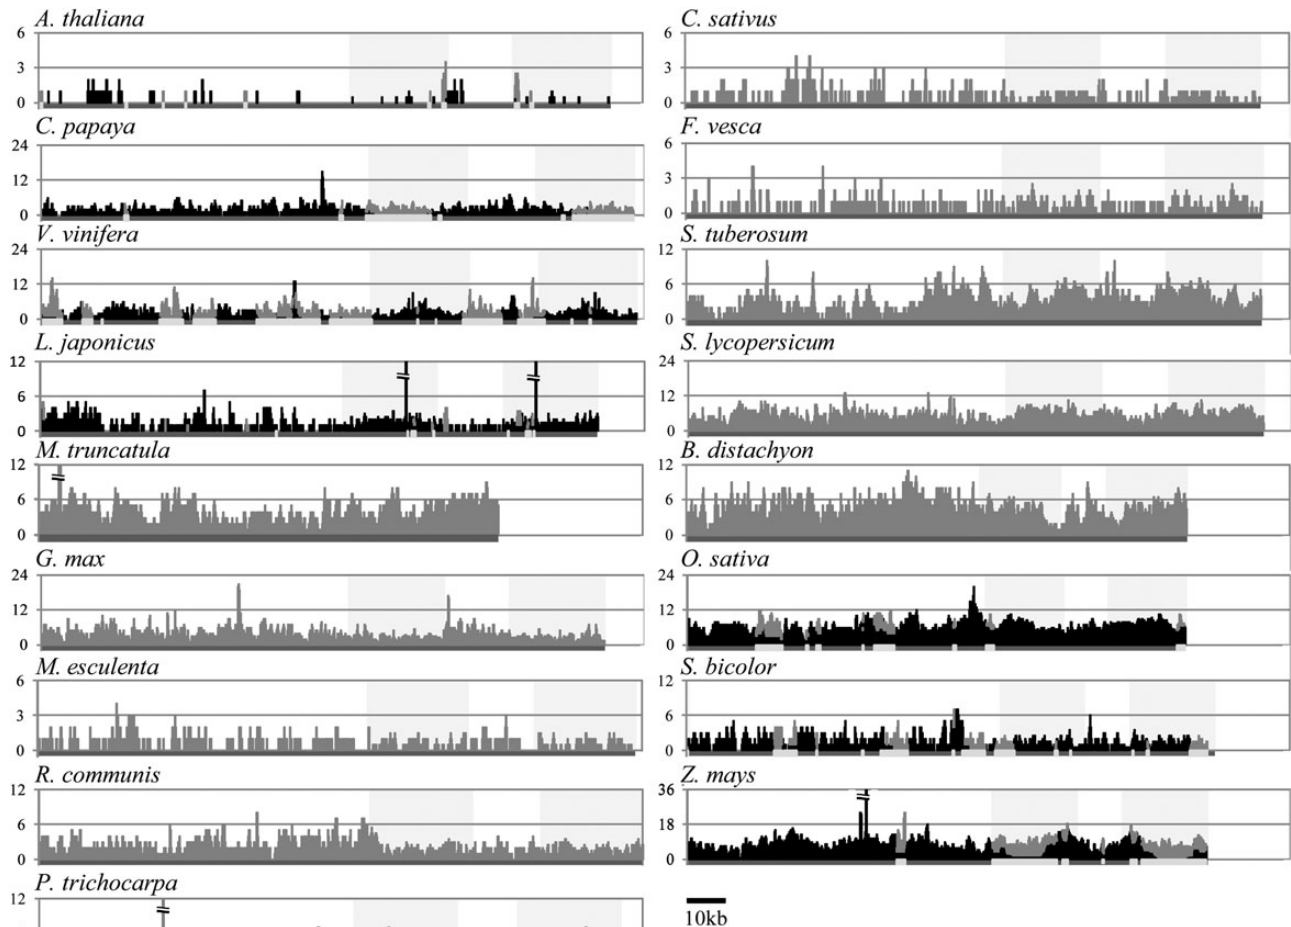 A. thaliana
6
3
0
C. papaya
24
12
0
V. vinifera
24
12
0
L. japonicus
12
6
0
M. truncatula
12
6
0
G. max
24
12
0
M. esculenta
6
3
0
R. communis
12
6
0
P. trichocarpa
12
C. sativus
6
3
0
F. vesca
6
3
0
S. tuberosum
12
6
0
S. lycopersicum
24
12
0
B. distachyon
12
6
0
O. sativa
24
12
0
S. bicolor
12
6
0
Z. mays
36
18
0
10kb